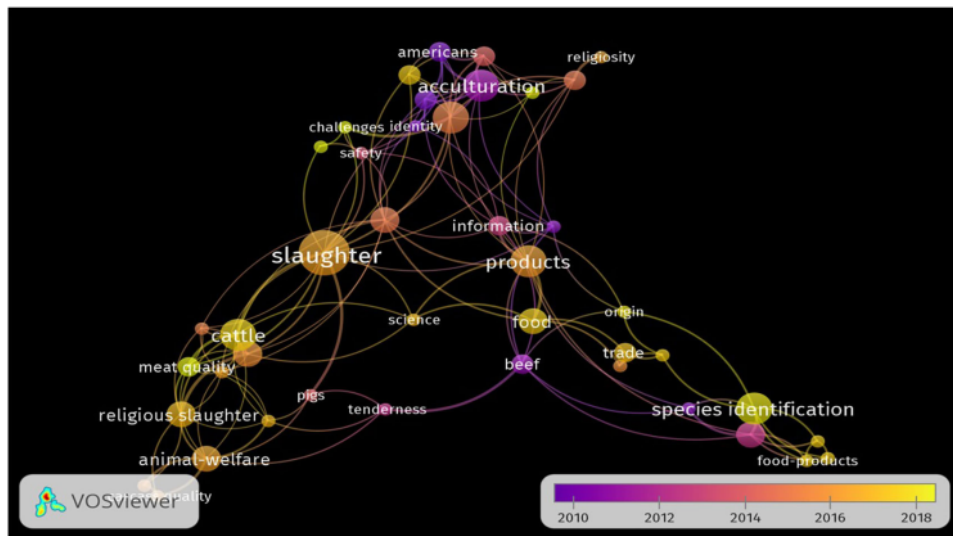 americans
religiosity
acculturation
challenges identity
safety
information
slaughter
products
origin
science
food
cattle
trade
beef
meat quality
pigs
tenderness
species identification
religious slaughter
animal-welfare
food-products
quality
VOSviewer
2010 2012 2014 2016 2018